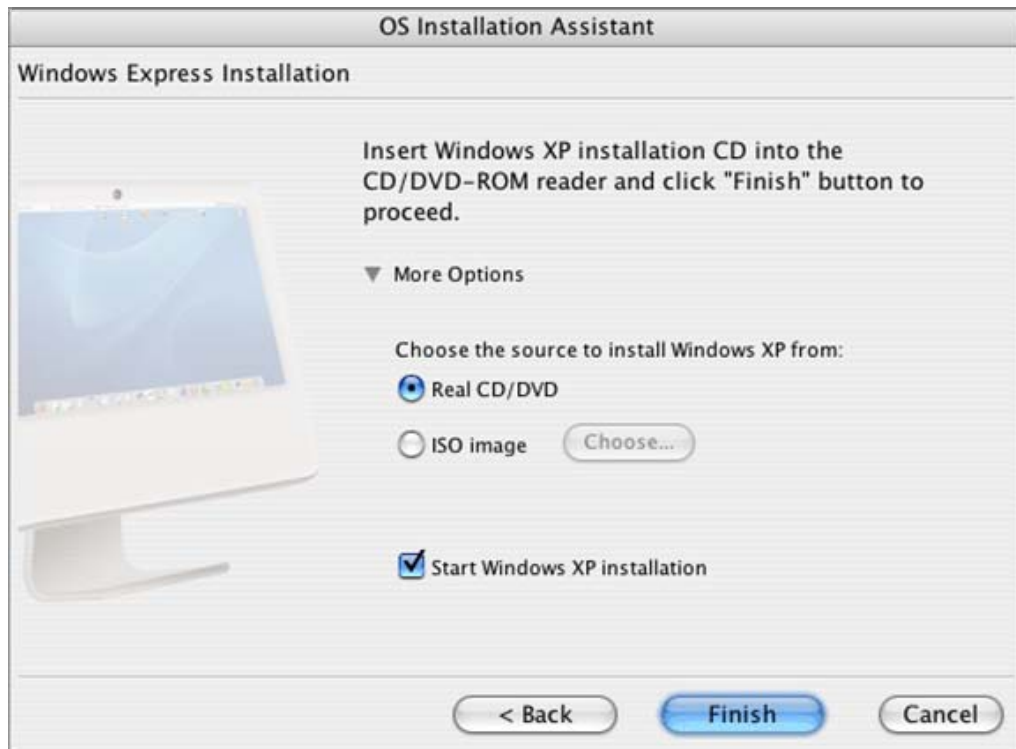 OS Installation Assistant
Windows Express Installation
Insert Windows XP installation CD into the
CD/DVD-ROM reader and click "Finish" button to
proceed.
More Options
Choose the source to install Windows XP from:
Real CD/DVD
ISO image
Choose...
Start Windows XP installation
< Back
Finish
Cancel